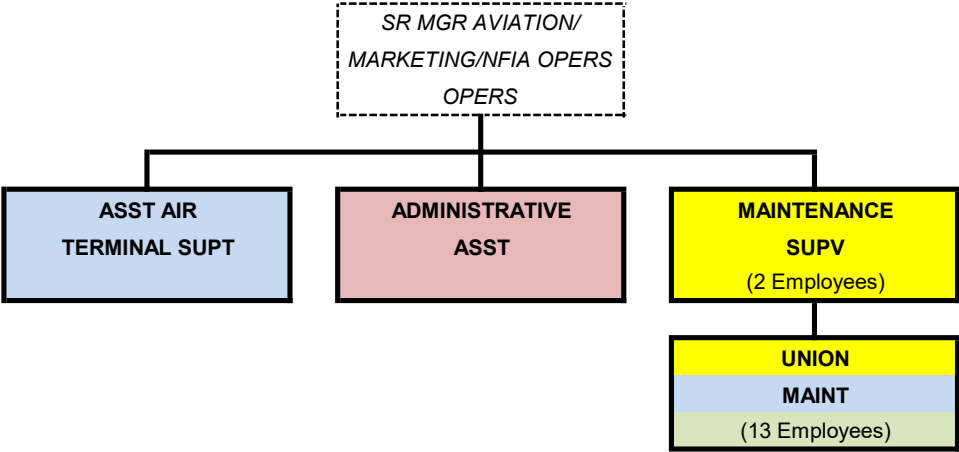 SR MGR AVIATION/
MARKETING/NFIA OPERS
OPERS
ASST AIR
TERMINAL SUPT
ADMINISTRATIVE
ASST
MAINTENANCE
SUPV
(2 Employees)
UNION
MAINT
(13 Employees)